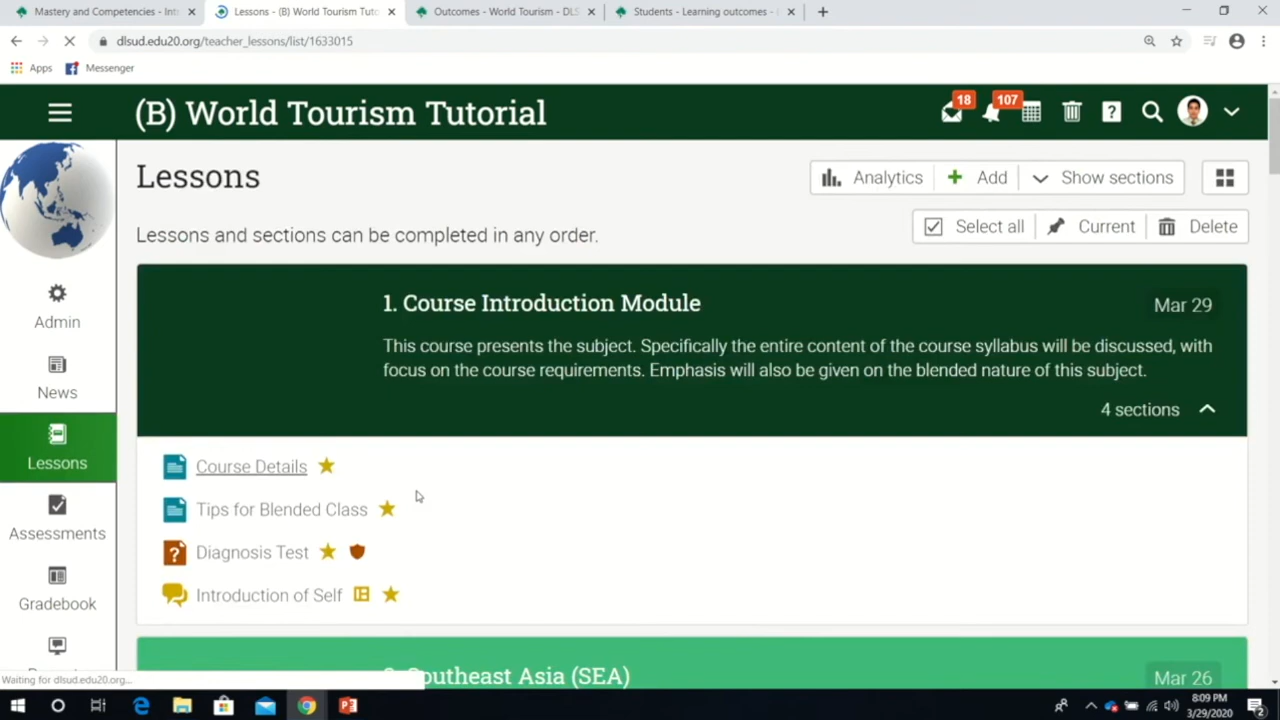 Mastery and Competencies - Intr
Lessons - (B) World Tourism Tuto
Outcomes - World Tourism - DLS
Students - Learning outcomes -
dlsud.edu20.org/teacher_lessons/list/1633015
Apps
Messenger
(B) World Tourism Tutorial
18
107
Lessons
Analytics
Add
Show sections
Lessons and sections can be completed in any order.
Select all
Current
Delete
Admin
News
Lessons
Assessments
Gradebook
1. Course Introduction Module
Mar 29
This course presents the subject. Specifically the entire content of the course syllabus will be discussed, with
focus on the course requirements. Emphasis will also be given on the blended nature of this subject.
4 sections
Course Details
Tips for Blended Class
Diagnosis Test
Introduction of Self
Southeast Asia (SEA)
Mar 26
Waiting for dlsud.edu20.org...
8:09 PM
3/29/2020
2